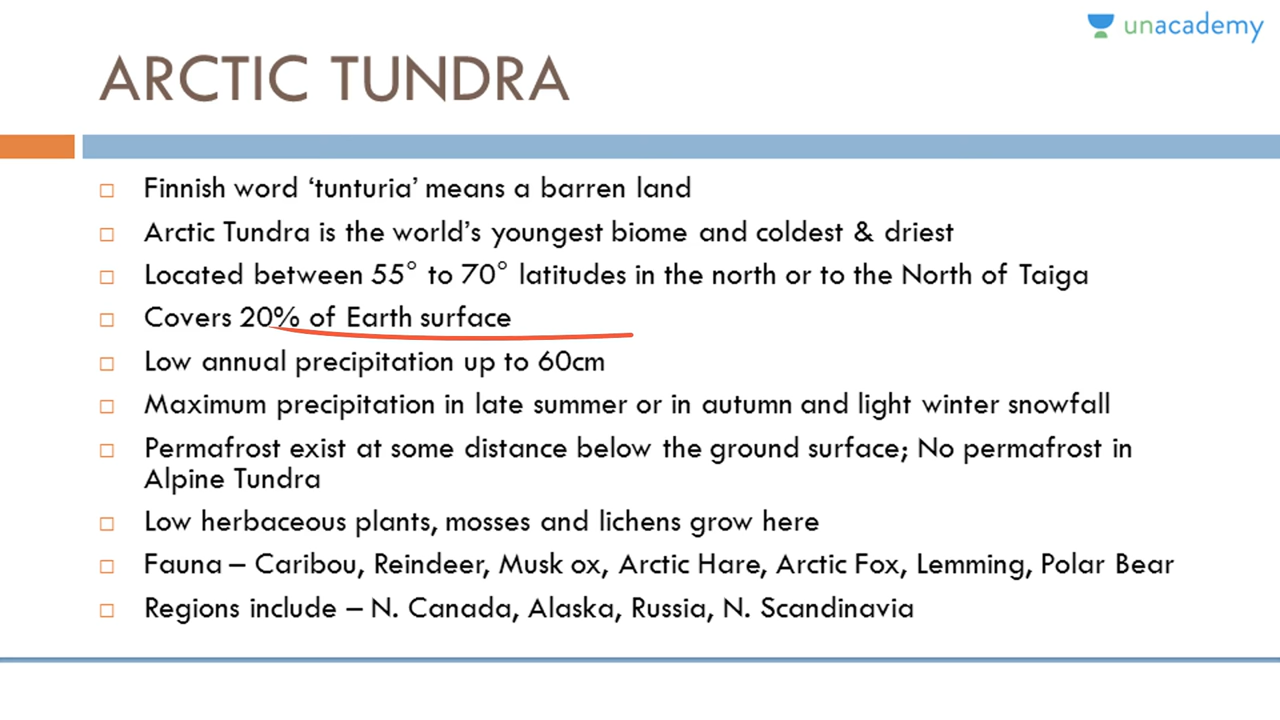 unacademy
ARCTIC TUNDRA
Finnish word ‘tunturia’ means a barren land
Arctic Tundra is the world’s youngest biome and coldest & driest
Located between 55° to 70° latitudes in the north or to the North of Taiga
Covers 20% of Earth surface
Low annual precipitation up to 60cm
Maximum precipitation in late summer or in autumn and light winter snowfall
Permafrost exist at some distance below the ground surface; No permafrost in
Alpine Tundra
Low herbaceous plants, mosses and lichens grow here
Fauna – Caribou, Reindeer, Musk ox, Arctic Hare, Arctic Fox, Lemming, Polar Bear
Regions include – N. Canada, Alaska, Russia, N. Scandinavia